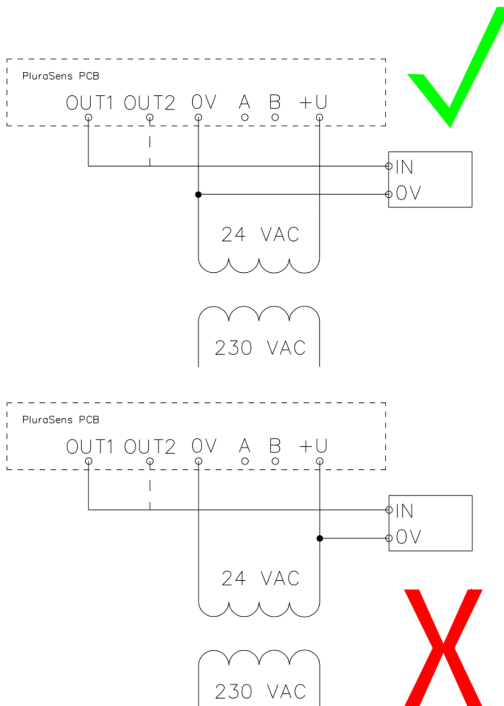 PluraSens PCB
OUT1 OUT2 0V A B +U
IN
0V
24 VAC
230 VAC
PluraSens PCB
OUT1 OUT2 0V A B +U
IN
0V
24 VAC
230 VAC